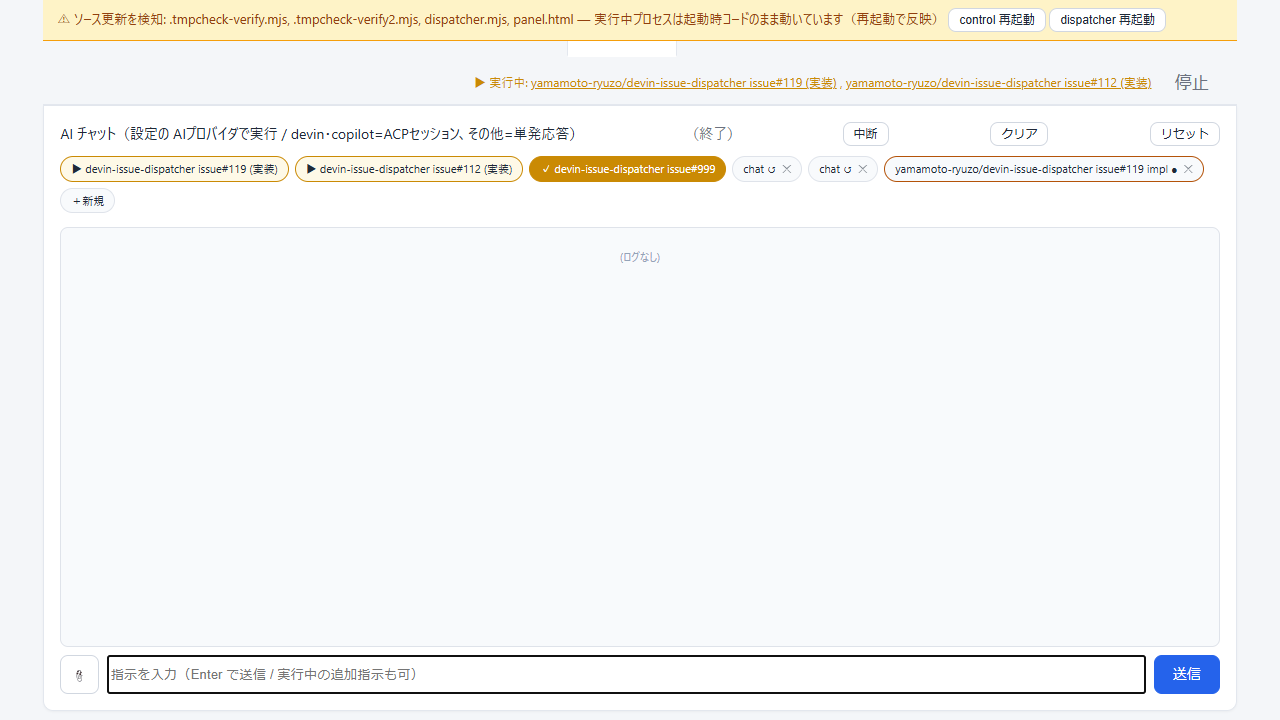 ⚠ ソース更新を検知: .tmpcheck-verify.mjs, .tmpcheck-verify2.mjs, dispatcher.mjs, panel.html — 実行中プロセスは起動時コードのまま動いています（再起動で反映） control 再起動 dispatcher 再起動
▶ 実行中: yamamoto-ryuzo/devin-issue-dispatcher issue#119 (実装) , yamamoto-ryuzo/devin-issue-dispatcher issue#112 (実装) 停止
AI チャット（設定の AIプロバイダで実行 / devin・copilot=ACPセッション、その他=単発応答） （終了） 中断 クリア リセット
▶ devin-issue-dispatcher issue#119 (実装) ▶ devin-issue-dispatcher issue#112 (実装) ✓ devin-issue-dispatcher issue#999 chat ↺ × chat ↺ × yamamoto-ryuzo/devin-issue-dispatcher issue#119 impl ● ×
＋新規
(ログなし)
指示を入力（Enter で送信 / 実行中の追加指示も可） 送信